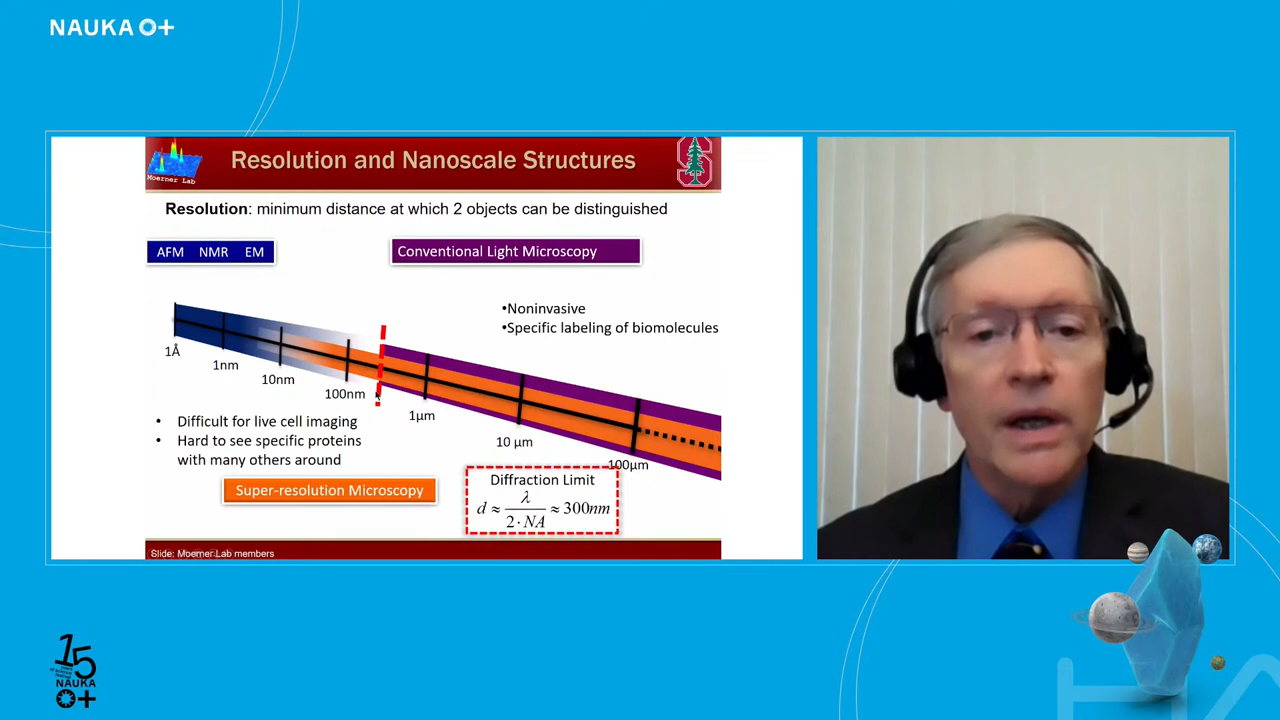 NAUKA O+
Moerner Lab
Resolution and Nanoscale Structures
S
Resolution: minimum distance at which 2 objects can be distinguished
AFM NMR EM
Conventional Light Microscopy
•Noninvasive
•Specific labeling of biomolecules
1Å
1nm
10nm
100nm
1µm
10 µm
100µm
• Difficult for live cell imaging
• Hard to see specific proteins
with many others around
Super-resolution Microscopy
Diffraction Limit
d ≈ λ / 2·NA ≈ 300nm
Slide: Moerner Lab members
15
NAUKA
O+